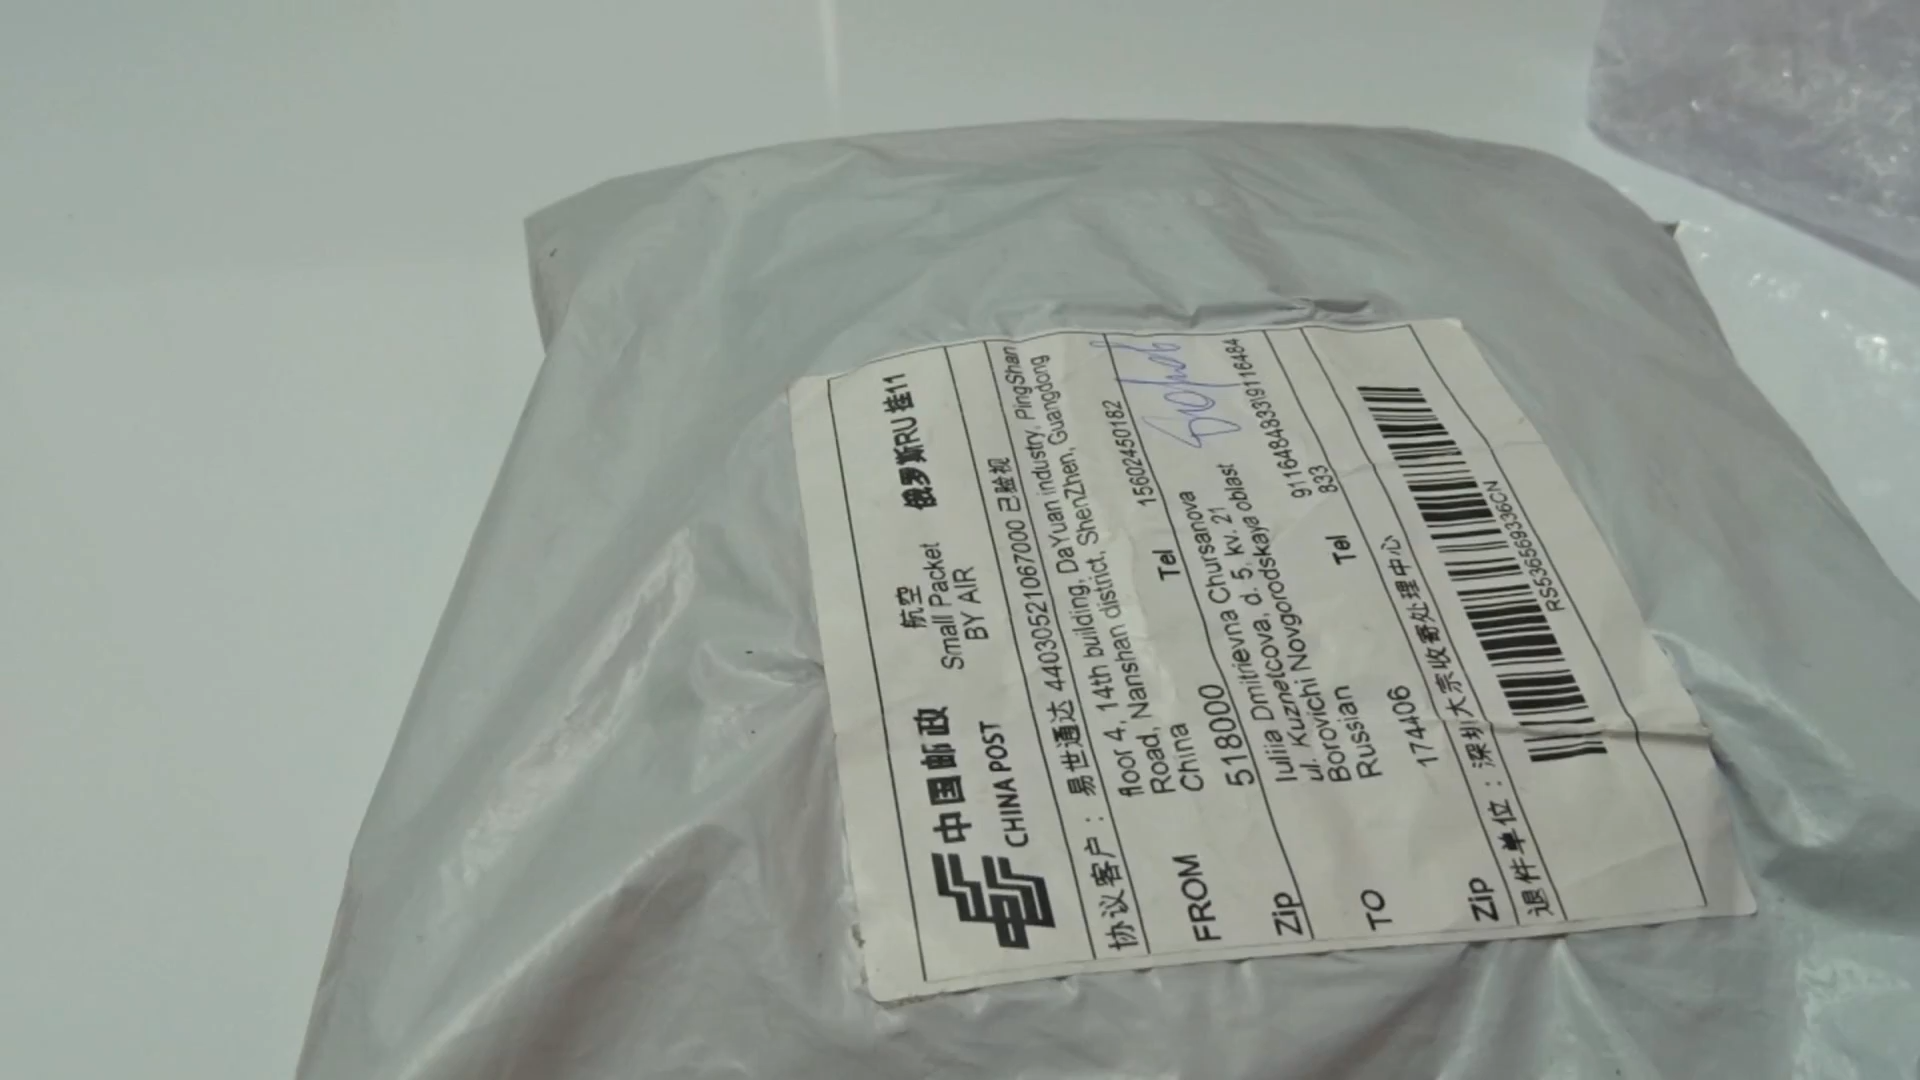 中国邮政
CHINA POST
航空
Small Packet
BY AIR
俄罗斯RU 挂11
协议客户： 易世通达 44030521067000 已验视
FROM
floor 4, 14th building, DaYuan industry, PingShan
Road, Nanshan district, ShenZhen, Guangdong
China
Zip 518000 Tel 15602450182
TO
Iuliia Dmitrievna Chursanova
ul. Kuznetcova, d. 5, kv. 21
Borovichi Novgorodskaya oblast
Russian
Zip 174406 Tel 9116484833\9116484
833
退件单位： 深圳大宗收寄处理中心
RS536569336CN